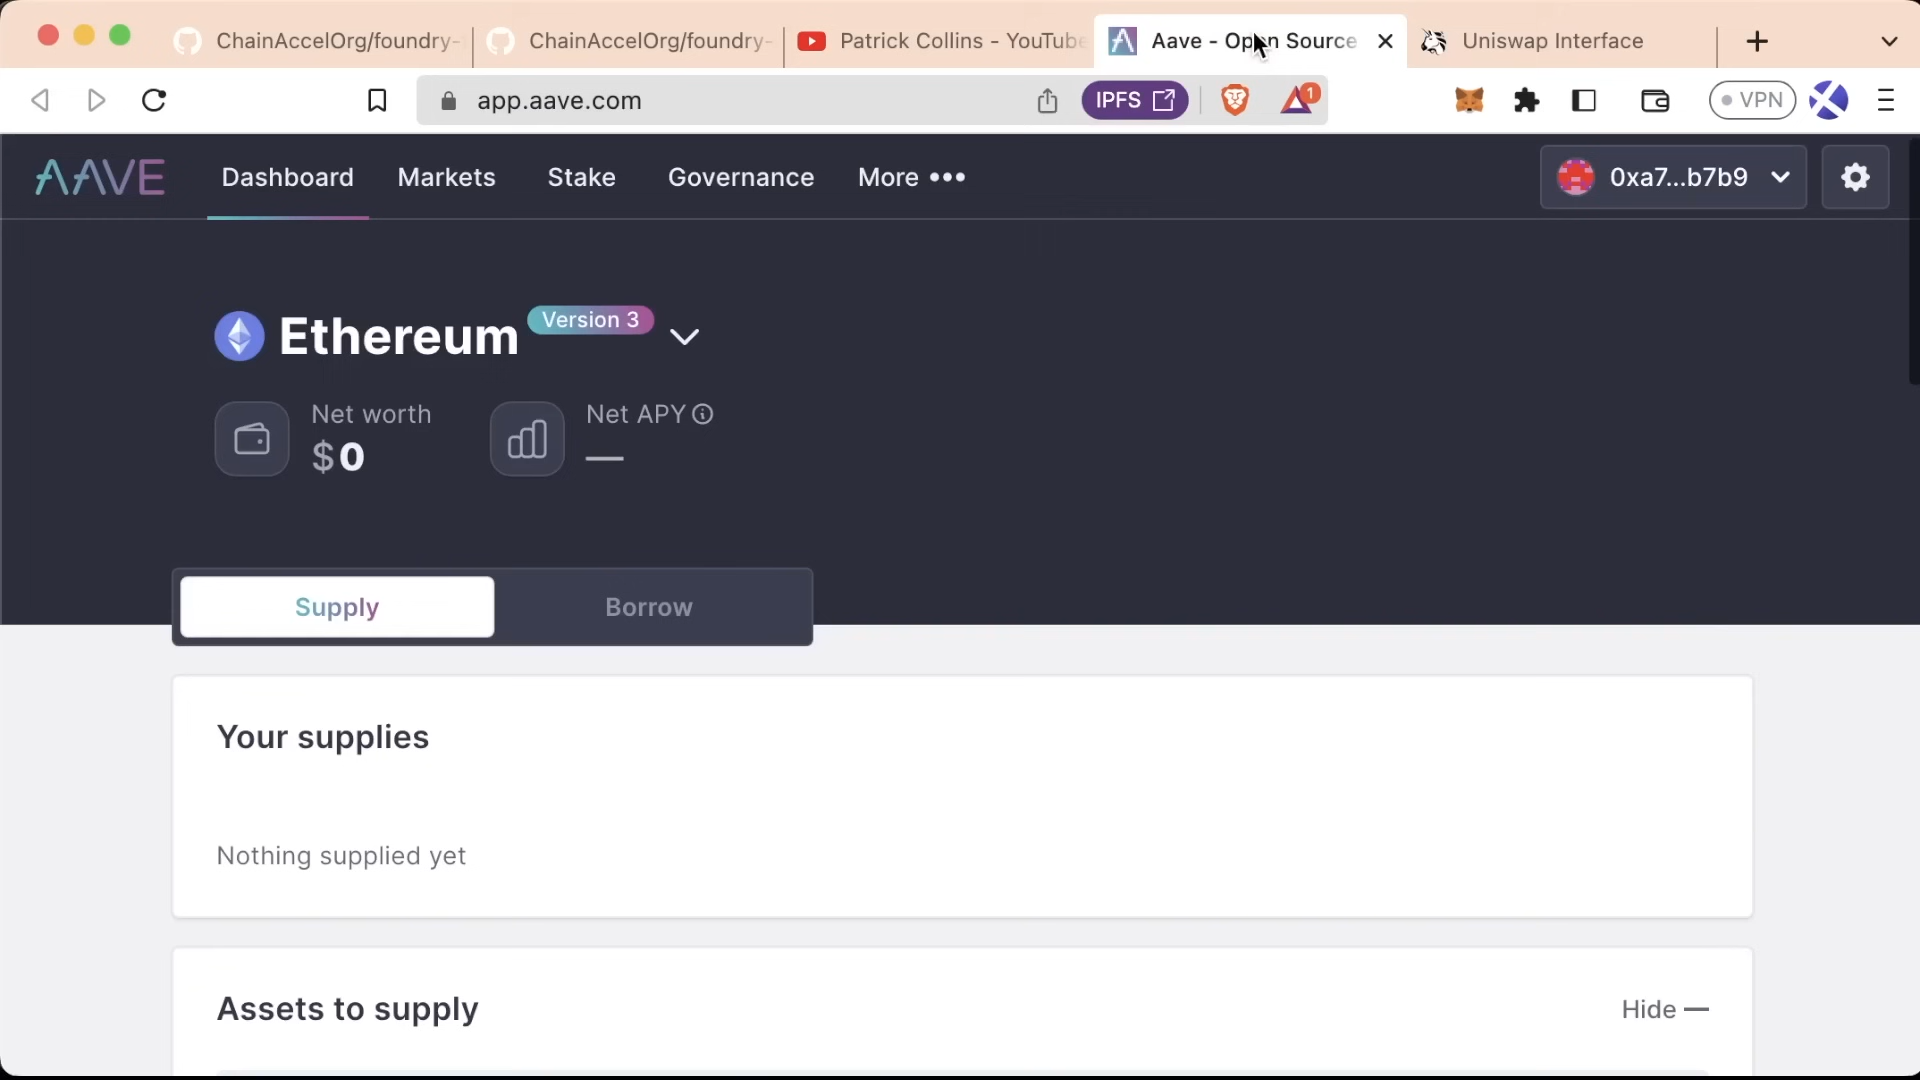 ChainAccelOrg/foundry-
ChainAccelOrg/foundry-
Patrick Collins - YouTube
Aave - Open Source
Uniswap Interface
app.aave.com
IPFS
1
VPN
AAVE
Dashboard
Markets
Stake
Governance
More
0xa7...b7b9
Ethereum
Version 3
Net worth
$0
Net APY
—
Supply
Borrow
Your supplies
Nothing supplied yet
Assets to supply
Hide —